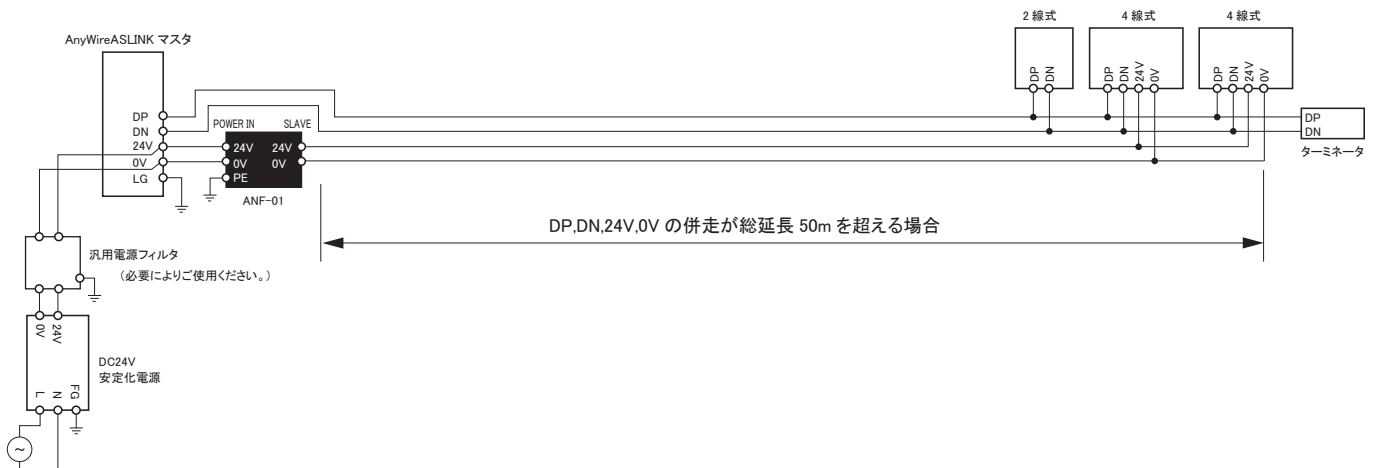 2 線式
4 線式
4 線式
AnyWireASLINK マスタ
DP
DN
DP
DN
24V
0V
DP
DN
24V
0V
DP
DN
24V
0V
LG
POWER IN
SLAVE
24V
0V
PE
24V
0V
ANF-01
DP
DN
ターミネータ
DP,DN,24V,0V の併走が総延長 50m を超える場合
汎用電源フィルタ
（必要によりご使用ください。）
0V
24V
DC24V
安定化電源
L
N
FG
~